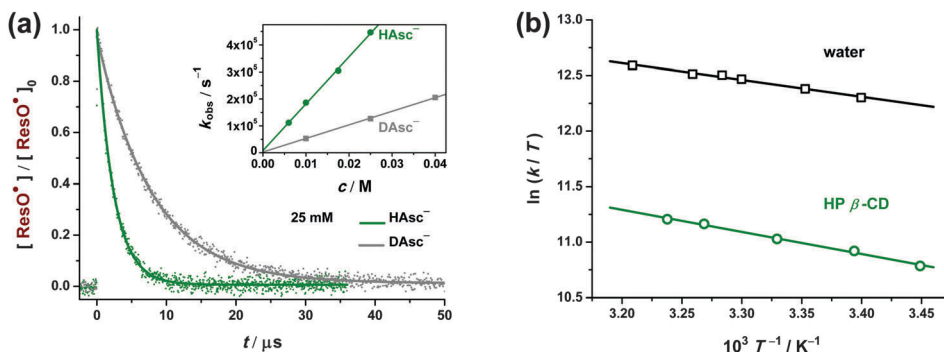 (a)
1.0
0.8
0.6
0.4
0.2
0.0
[ ResO• ] / [ ResO• ]₀
0
10
20
30
40
50
t / μs
25 mM
HAsc⁻
DAsc⁻
4x10⁵
3x10⁵
2x10⁵
1x10⁵
0
k_obs / s⁻¹
HAsc⁻
DAsc⁻
0.00
0.01
0.02
0.03
0.04
c / M
(b)
13.0
12.5
12.0
11.5
11.0
10.5
ln (k / T)
water
HP β-CD
3.20
3.25
3.30
3.35
3.40
3.45
10³ T⁻¹ / K⁻¹